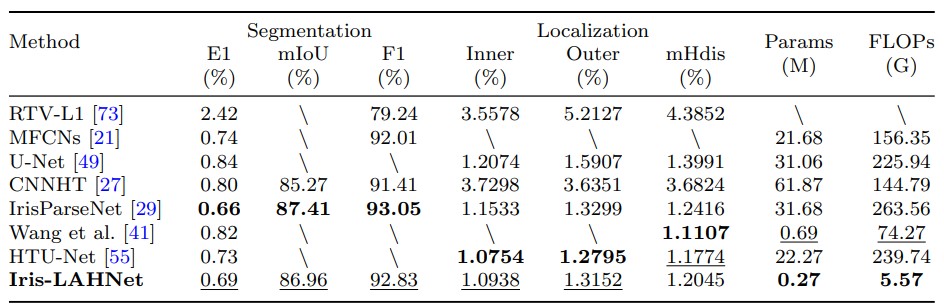 Method Segmentation Localization Params (M) FLOPs (G)
E1 (%) mIoU (%) F1 (%) Inner (%) Outer (%) mHdis (%)
RTV-L1 [73] 2.42 \ 79.24 3.5578 5.2127 4.3852 \ \
MFCNs [21] 0.74 \ 92.01 \ \ \ 21.68 156.35
U-Net [49] 0.84 \ \ 1.2074 1.5907 1.3991 31.06 225.94
CNNHT [27] 0.80 85.27 91.41 3.7298 3.6351 3.6824 61.87 144.79
IrisParseNet [29] 0.66 87.41 93.05 1.1533 1.3299 1.2416 31.68 263.56
Wang et al. [41] 0.82 \ \ \ \ 1.1107 0.69 74.27
HTU-Net [55] 0.73 \ \ 1.0754 1.2795 1.1774 22.27 239.74
Iris-LAHNet 0.69 86.96 92.83 1.0938 1.3152 1.2045 0.27 5.57